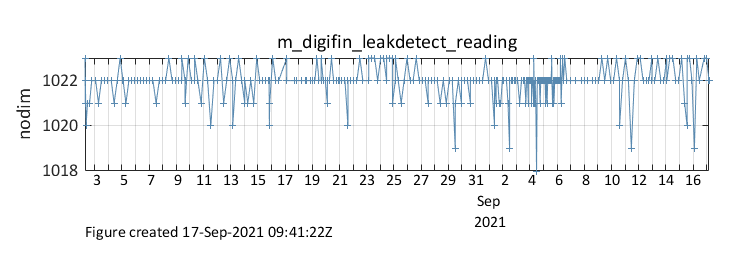 m_digifin_leakdetect_reading
nodim
1022
1020
1018
3 5 7 9 11 13 15 17 19 21 23 25 27 29 31 2 4 6 8 10 12 14 16
Sep
2021
Figure created 17-Sep-2021 09:41:22Z